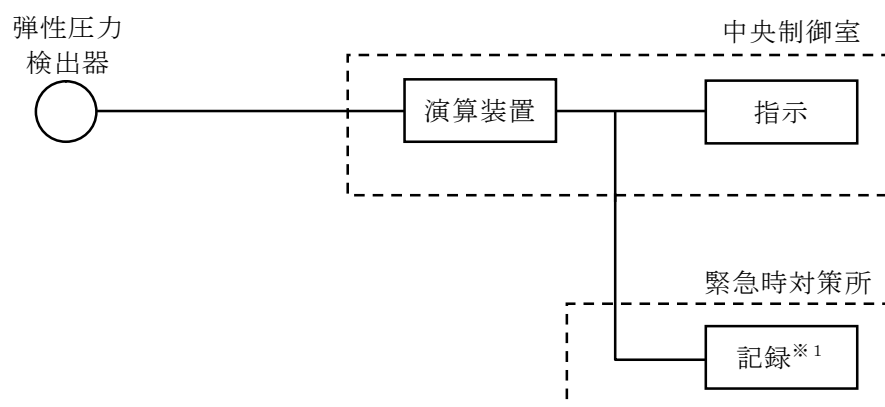 弾性圧力
検出器
中央制御室
演算装置
指示
緊急時対策所
記録※1